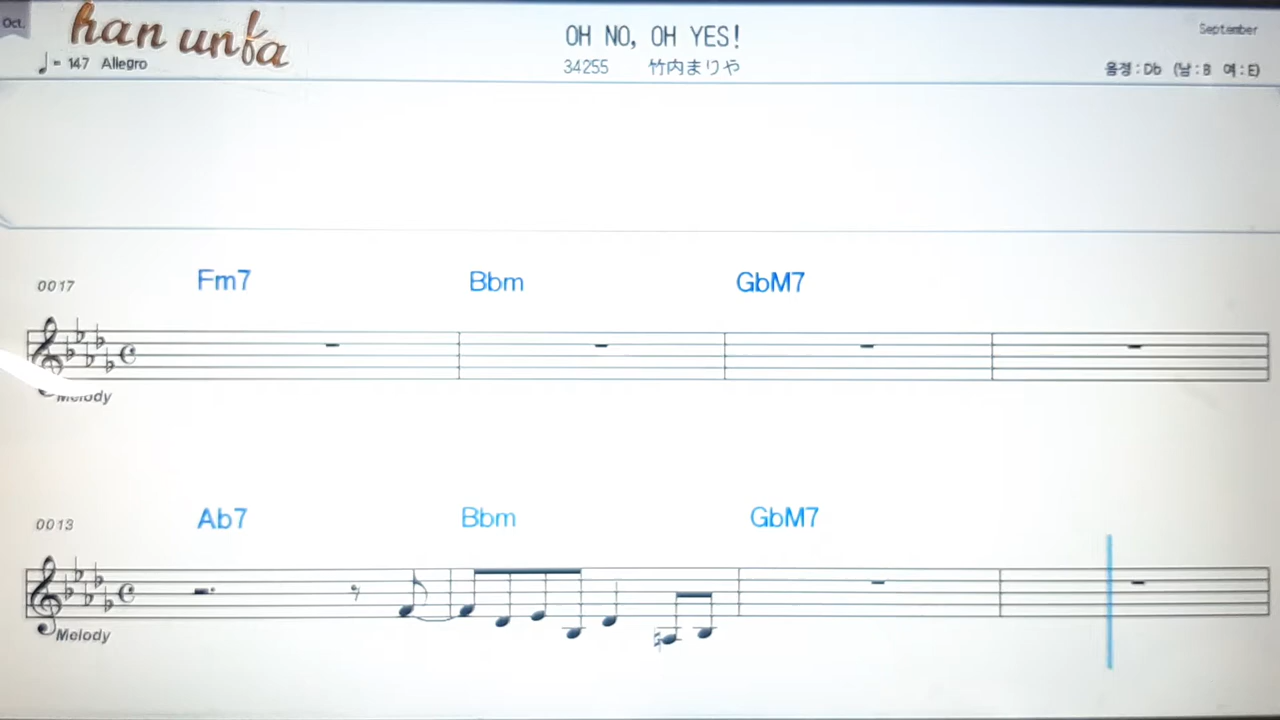 Oct.
han unfa
OH NO, OH YES!
September
♩ = 147 Allegro
34255 竹内まりや
음정 : Db (남 : B 여 : E)
0017
Fm7 Bbm GbM7
Melody
0013
Ab7 Bbm GbM7
Melody